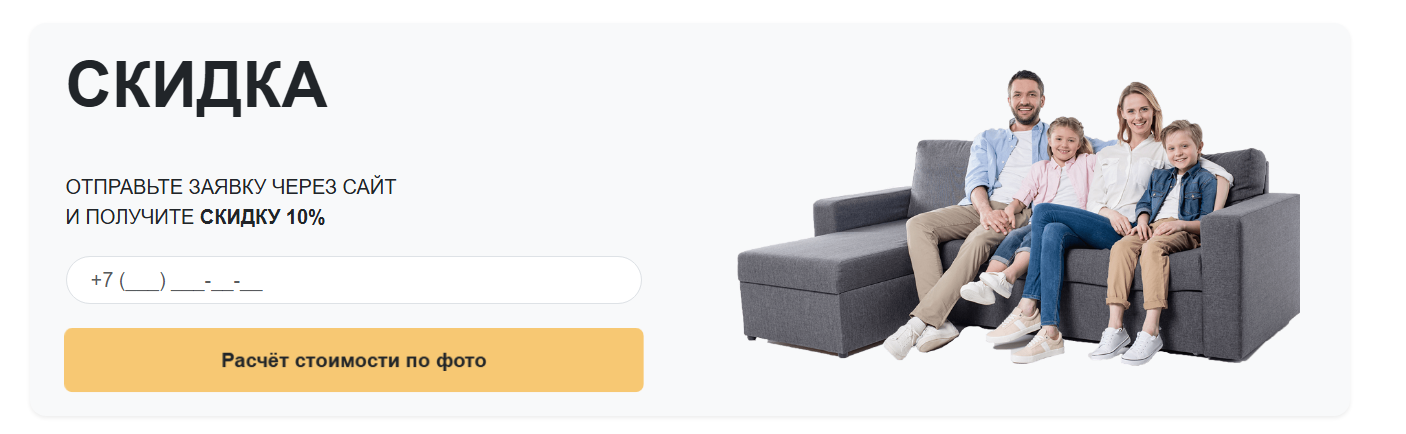 СКИДКА
ОТПРАВЬТЕ ЗАЯВКУ ЧЕРЕЗ САЙТ
И ПОЛУЧИТЕ СКИДКУ 10%
+7 (___) ___-__-__
Расчёт стоимости по фото